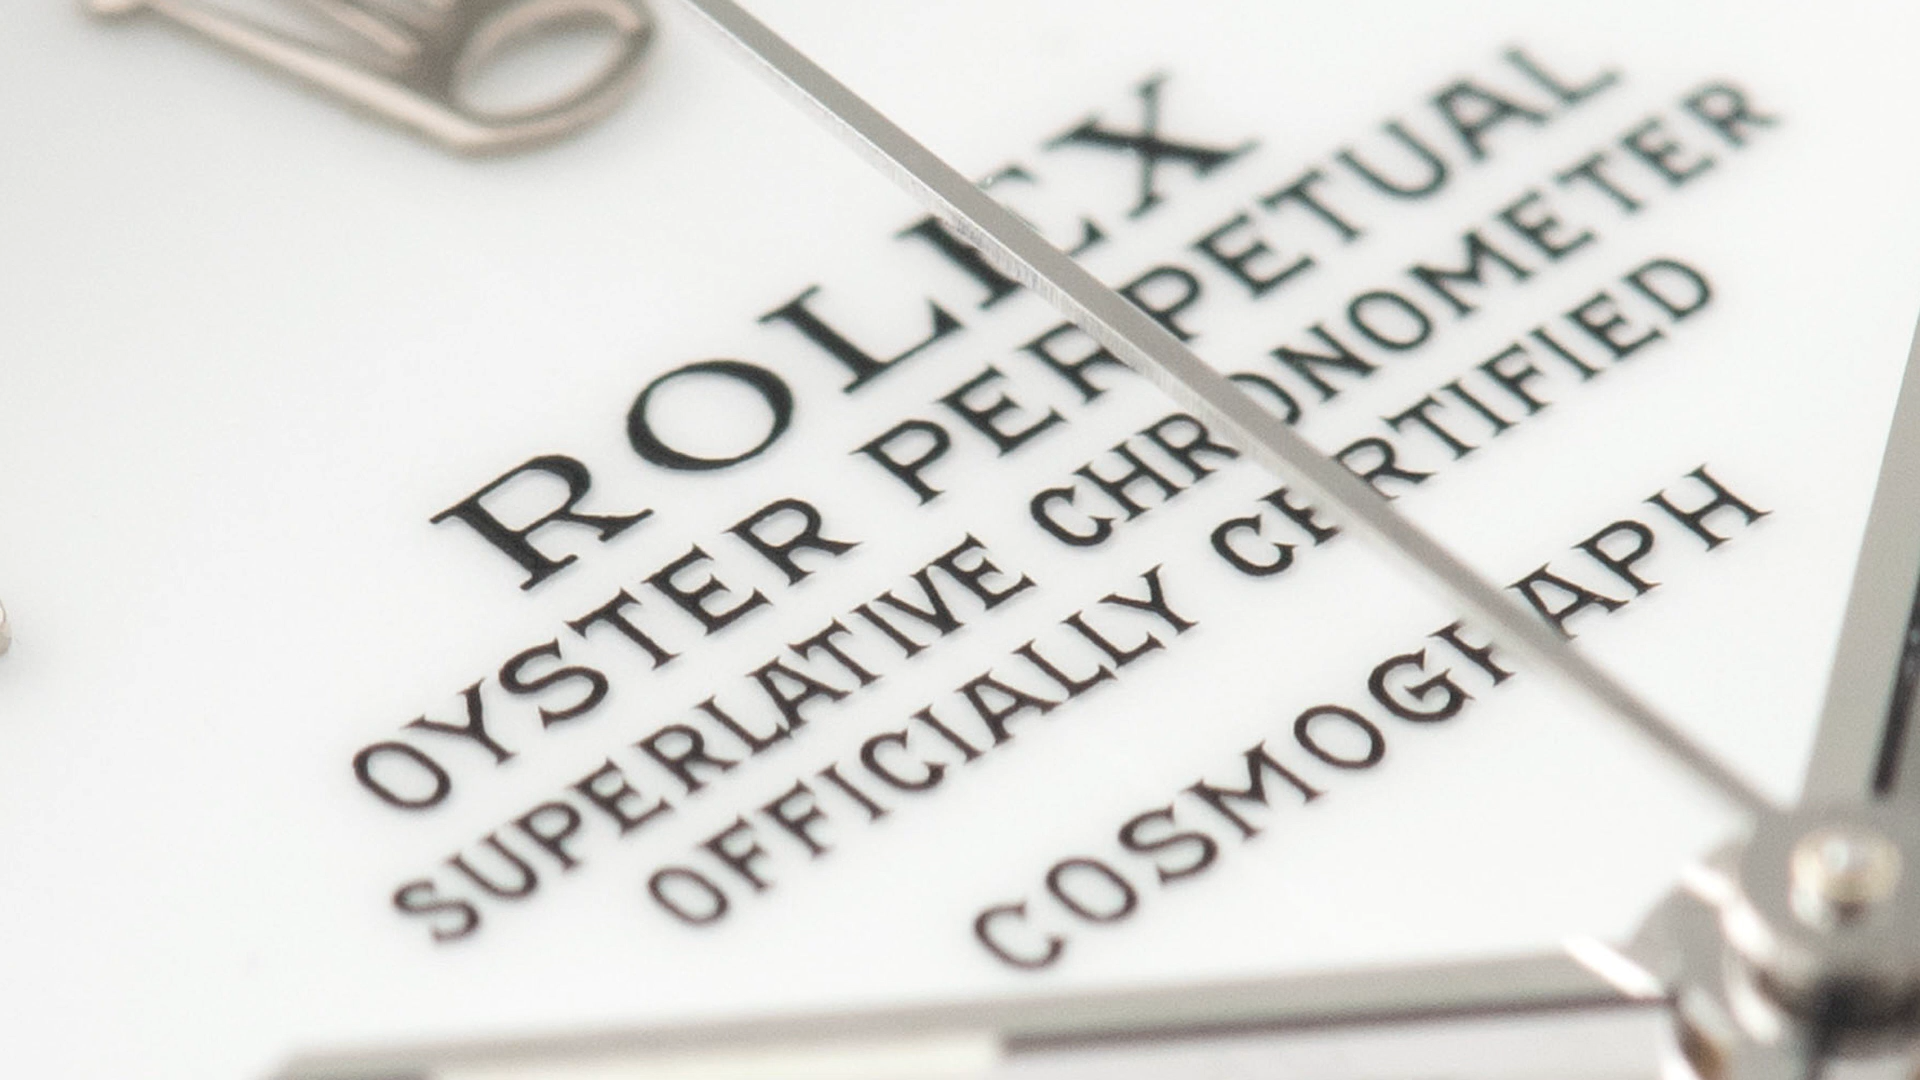 ROLEX
OYSTER PERPETUAL
SUPERLATIVE CHRONOMETER
OFFICIALLY CERTIFIED
COSMOGRAPH